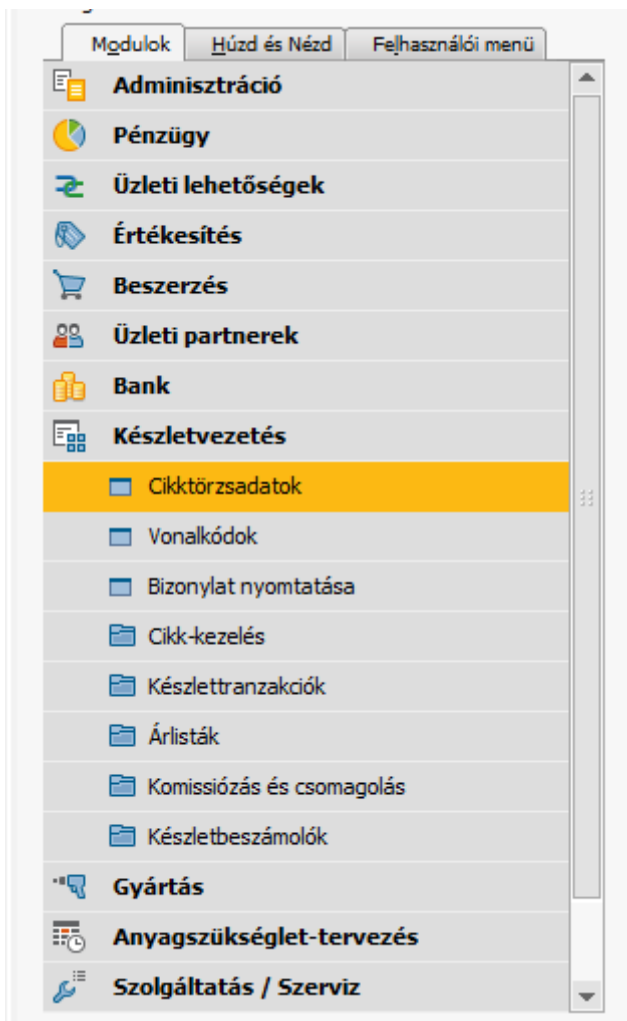 Modulok Húzd és Nézd Felhasználói menü
Adminisztráció
Pénzügy
Üzleti lehetőségek
Értékesítés
Beszerzés
Üzleti partnerek
Bank
Készletvezetés
Cikktörzsadatok
Vonalkódok
Bizonylat nyomtatása
Cikk-kezelés
Készlettranzakciók
Árlisták
Komissiózás és csomagolás
Készletbeszámolók
Gyártás
Anyagszükséglet-tervezés
Szolgáltatás / Szerviz